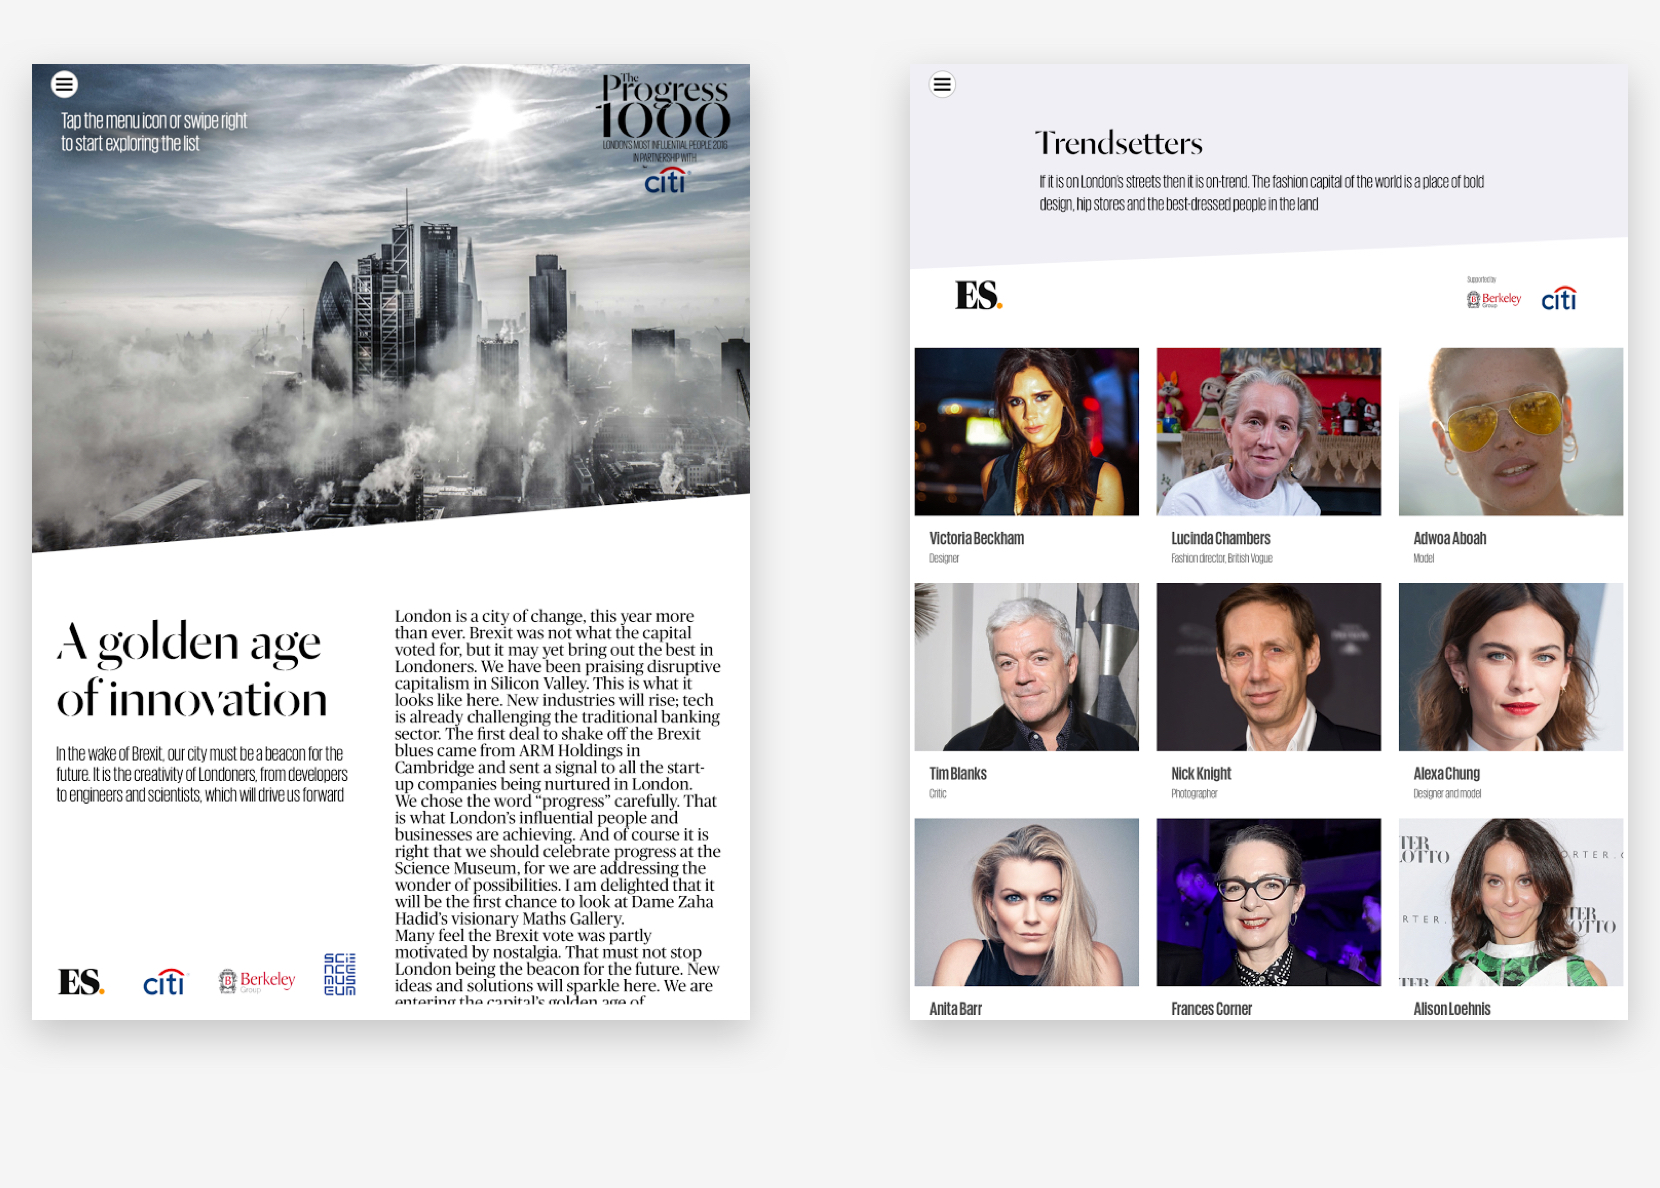 Tap the menu icon or swipe right
to start exploring the list
The
Progress
1000
LONDON'S MOST INFLUENTIAL PEOPLE 2016
IN PARTNERSHIP WITH
citi
A golden age
of innovation
In the wake of Brexit, our city must be a beacon for the
future. It is the creativity of Londoners, from developers
to engineers and scientists, which will drive us forward
London is a city of change, this year more
than ever. Brexit was not what the capital
voted for, but it may yet bring out the best in
Londoners. We have been praising disruptive
capitalism in Silicon Valley. This is what it
looks like here. New industries will rise; tech
is already challenging the traditional banking
sector. The first deal to shake off the Brexit
blues came from ARM Holdings in
Cambridge and sent a signal to all the start-
up companies being nurtured in London.
We chose the word “progress” carefully. That
is what London’s influential people and
businesses are achieving. And of course it is
right that we should celebrate progress at the
Science Museum, for we are addressing the
wonder of possibilities. I am delighted that it
will be the first chance to look at Dame Zaha
Hadid’s visionary Maths Gallery.
Many feel the Brexit vote was partly
motivated by nostalgia. That must not stop
London being the beacon for the future. New
ideas and solutions will sparkle here. We are
entering the capital’s golden age of
ES.
citi
Berkeley
Group
SCIENCE MUSEUM
Trendsetters
If it is on London's streets then it is on-trend. The fashion capital of the world is a place of bold
design, hip stores and the best-dressed people in the land
ES.
Supported by
Berkeley
Group
citi
Victoria Beckham
Designer
Lucinda Chambers
Fashion director, British Vogue
Adwoa Aboah
Model
Tim Blanks
Critic
Nick Knight
Photographer
Alexa Chung
Designer and model
TER
LOTTO
ORTER.C
RTER.
TER
OTTO
TER
Anita Barr
Frances Corner
Alison Loehnis